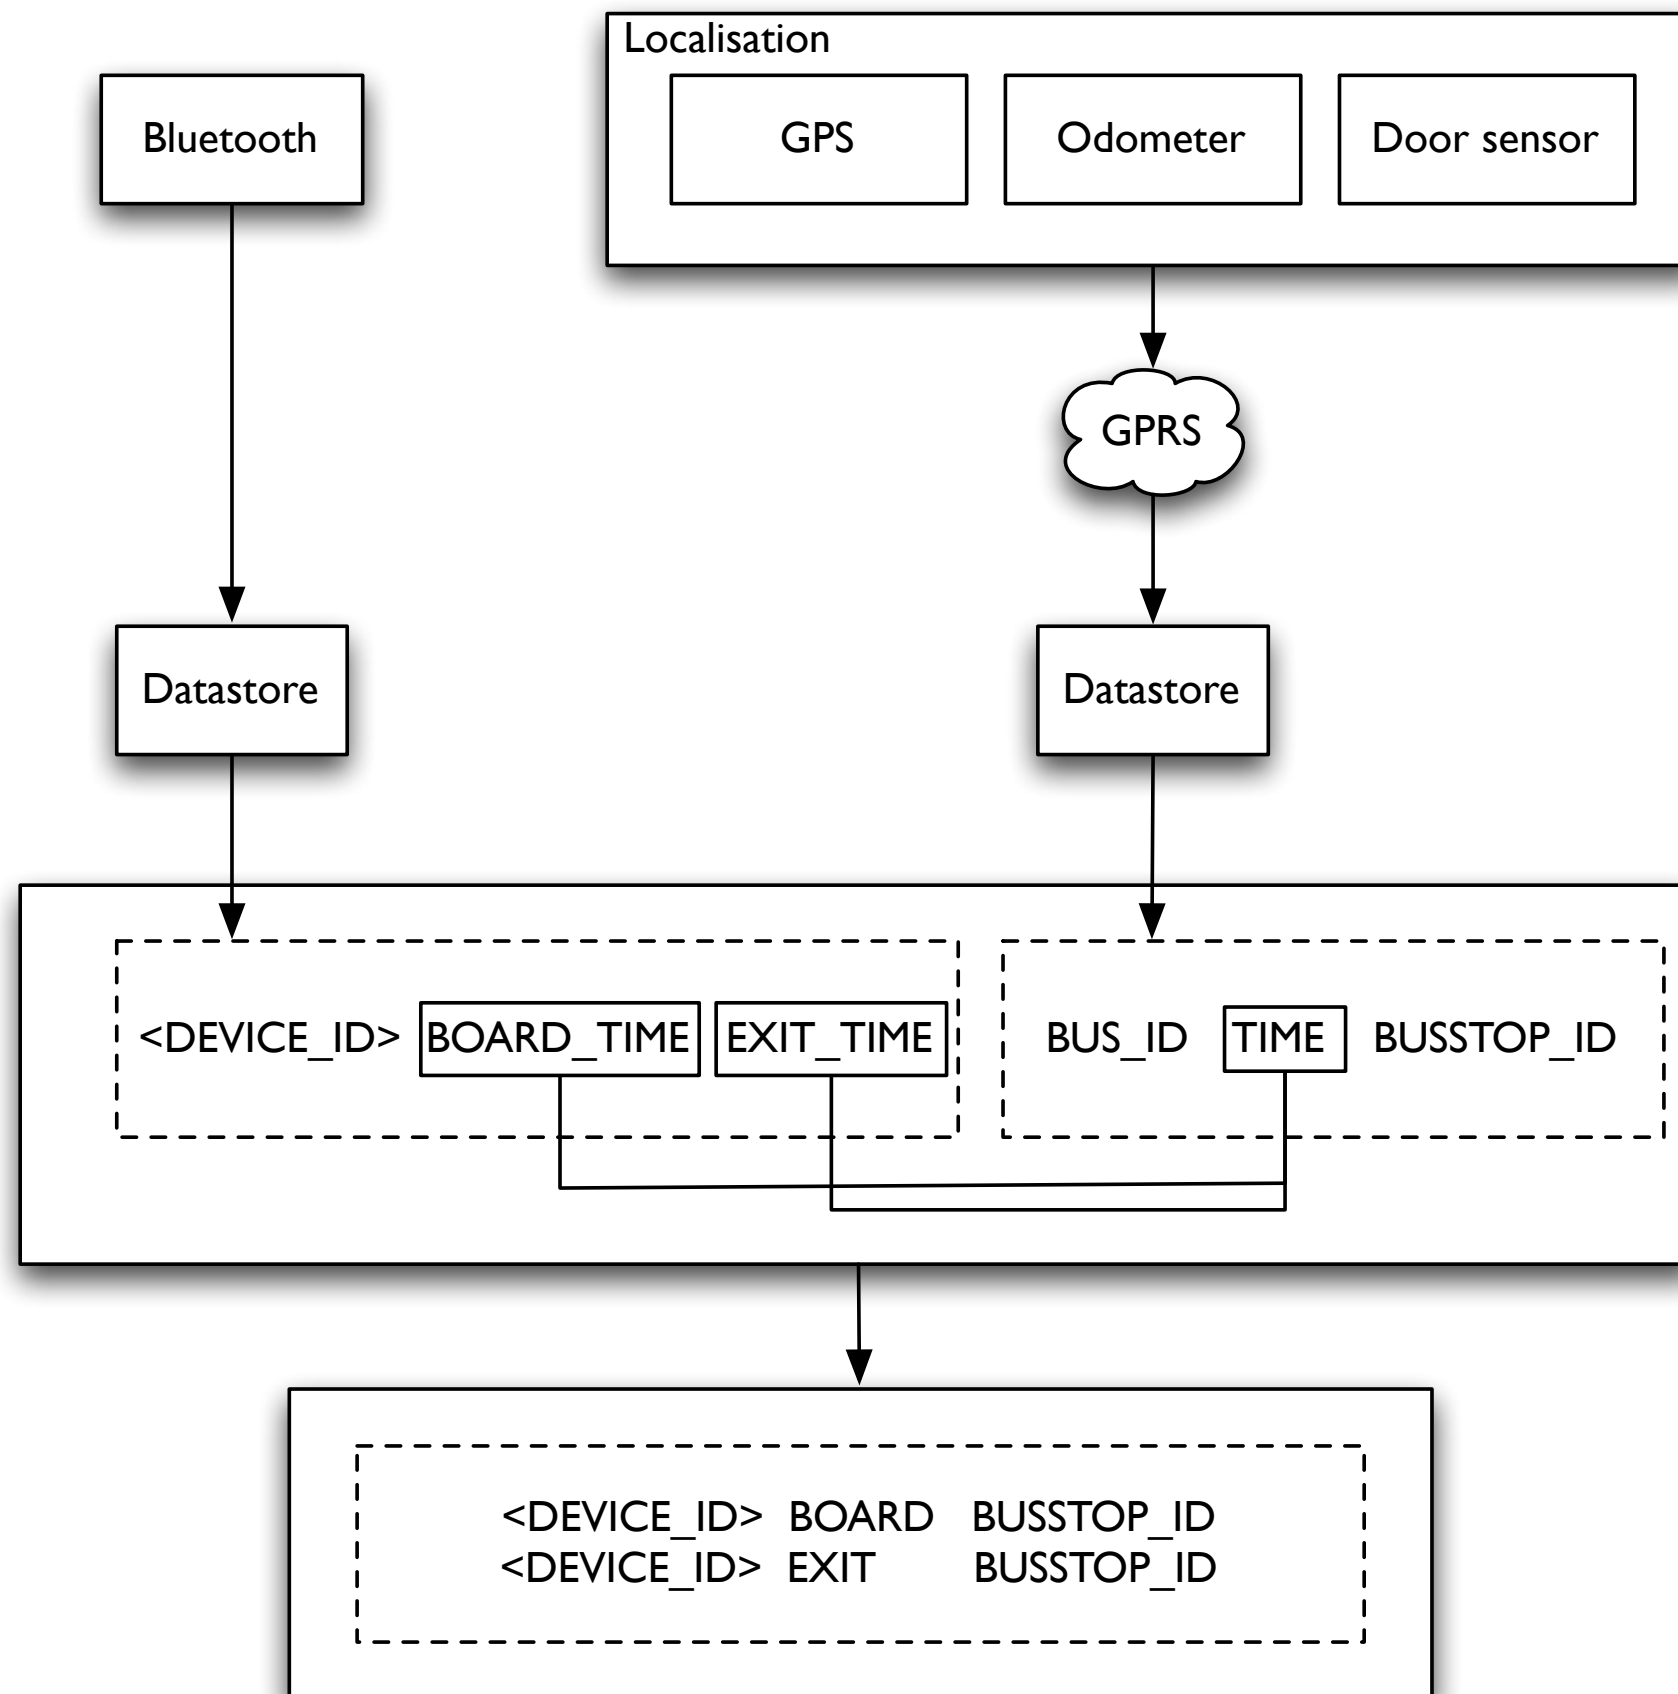 Localisation
Bluetooth
GPS
Odometer
Door sensor
GPRS
Datastore
Datastore
<DEVICE_ID> BOARD_TIME EXIT_TIME
BUS_ID TIME BUSSTOP_ID
<DEVICE_ID> BOARD BUSSTOP_ID
<DEVICE_ID> EXIT BUSSTOP_ID